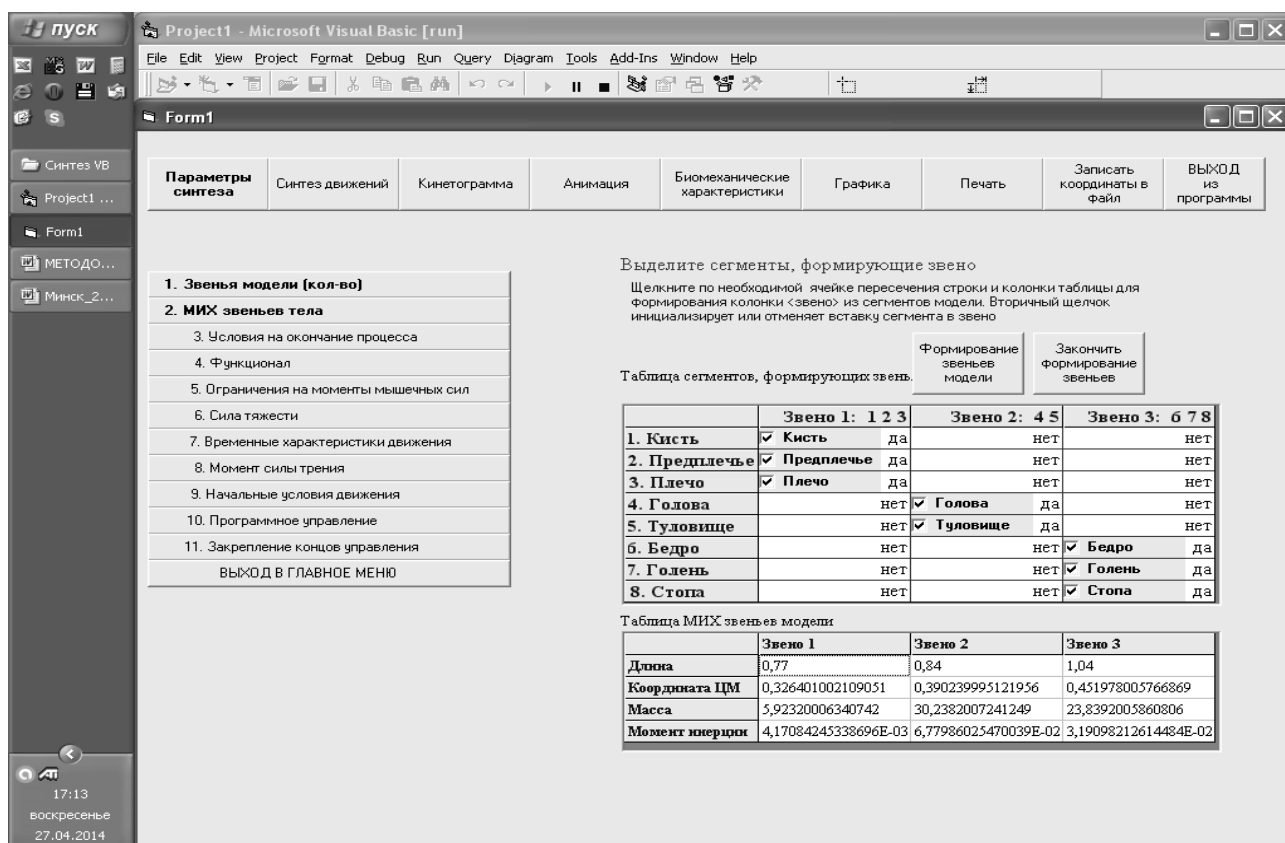 пуск
Project1 - Microsoft Visual Basic [run]
File Edit View Project Format Debug Run Query Diagram Tools Add-Ins Window Help
Form1
Синтез VB
Project1 ...
Form1
МЕТОДО...
Минск_2...
Параметры синтеза
Синтез движений
Кинетограмма
Анимация
Биомеханические характеристики
Графика
Печать
Записать координаты в файл
ВЫХОД из программы
1. Звенья модели (кол-во)
2. МИХ звеньев тела
3. Условия на окончание процесса
4. Функционал
5. Ограничения на моменты мышечных сил
6. Сила тяжести
7. Временные характеристики движения
8. Момент силы трения
9. Начальные условия движения
10. Программное управление
11. Закрепление концов управления
ВЫХОД В ГЛАВНОЕ МЕНЮ
Выделите сегменты, формирующие звено
Щелкните по необходимой ячейке пересечения строки и колонки таблицы для
формирования колонки <звено> из сегментов модели. Вторичный щелчок
инициализирует или отменяет вставку сегмента в звено
Формирование звеньев модели
Закончить формирование звеньев
Таблица сегментов, формирующих звень.
Звено 1: 1 2 3 Звено 2: 4 5 Звено 3: 6 7 8
1. Кисть Кисть да нет нет
2. Предплечье Предплечье да нет нет
3. Плечо Плечо да нет нет
4. Голова нет Голова да нет
5. Туловище нет Туловище да нет
6. Бедро нет нет Бедро да
7. Голень нет нет Голень да
8. Стопа нет нет Стопа да
Таблица МИХ звеньев модели
Звено 1 Звено 2 Звено 3
Длина 0,77 0,84 1,04
Координата ЦМ 0,326401002109051 0,390239995121956 0,451978005766869
Масса 5,92320006340742 30,2382007241249 23,8392005860806
Момент инерции 4,17084245338696E-03 6,77986025470039E-02 3,19098212614484E-02
17:13
воскресенье
27.04.2014